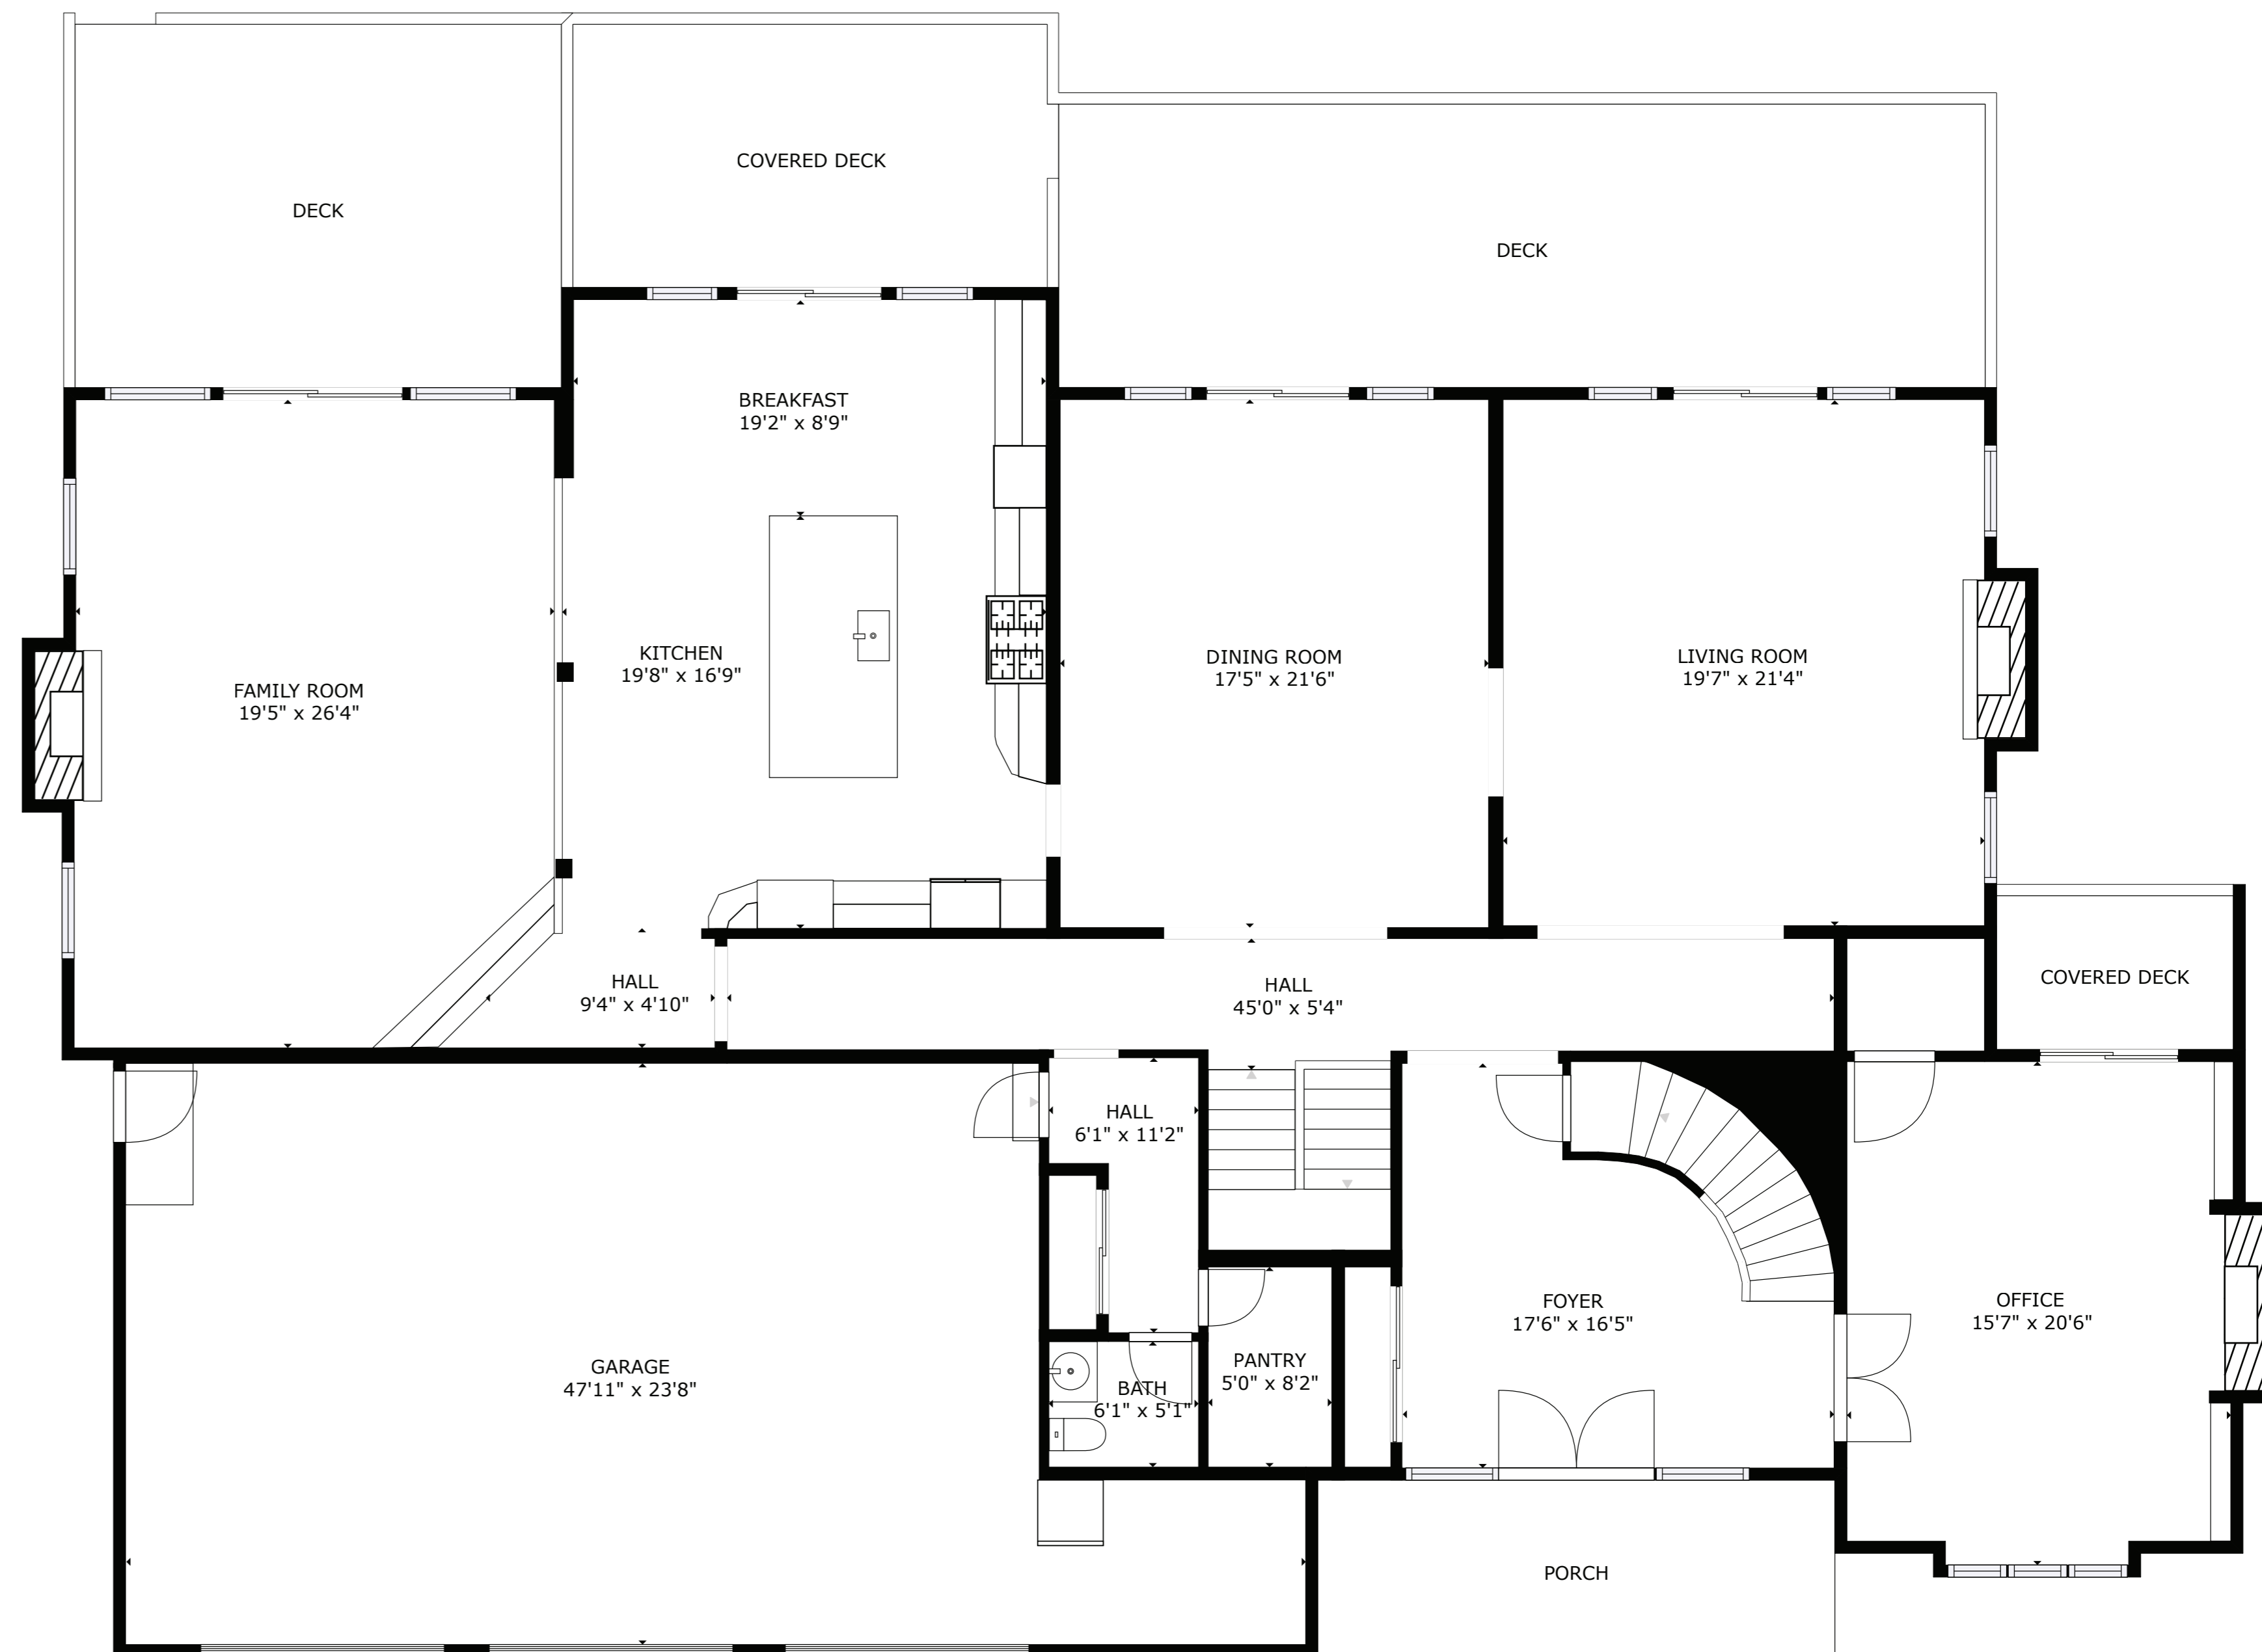 COVERED DECK
DECK
DECK
BREAKFAST
19'2" x 8'9"
KITCHEN
19'8" x 16'9"
DINING ROOM
17'5" x 21'6"
LIVING ROOM
19'7" x 21'4"
FAMILY ROOM
19'5" x 26'4"
HALL
9'4" x 4'10"
HALL
45'0" x 5'4"
COVERED DECK
HALL
6'1" x 11'2"
FOYER
17'6" x 16'5"
OFFICE
15'7" x 20'6"
GARAGE
47'11" x 23'8"
PANTRY
5'0" x 8'2"
BATH
6'1" x 5'1"
PORCH